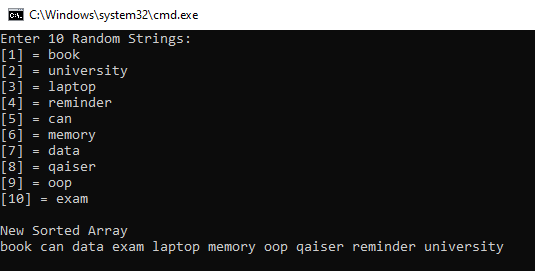 C:\Windows\system32\cmd.exe
Enter 10 Random Strings:
[1] = book
[2] = university
[3] = laptop
[4] = reminder
[5] = can
[6] = memory
[7] = data
[8] = qaiser
[9] = oop
[10] = exam
New Sorted Array
book can data exam laptop memory oop qaiser reminder university